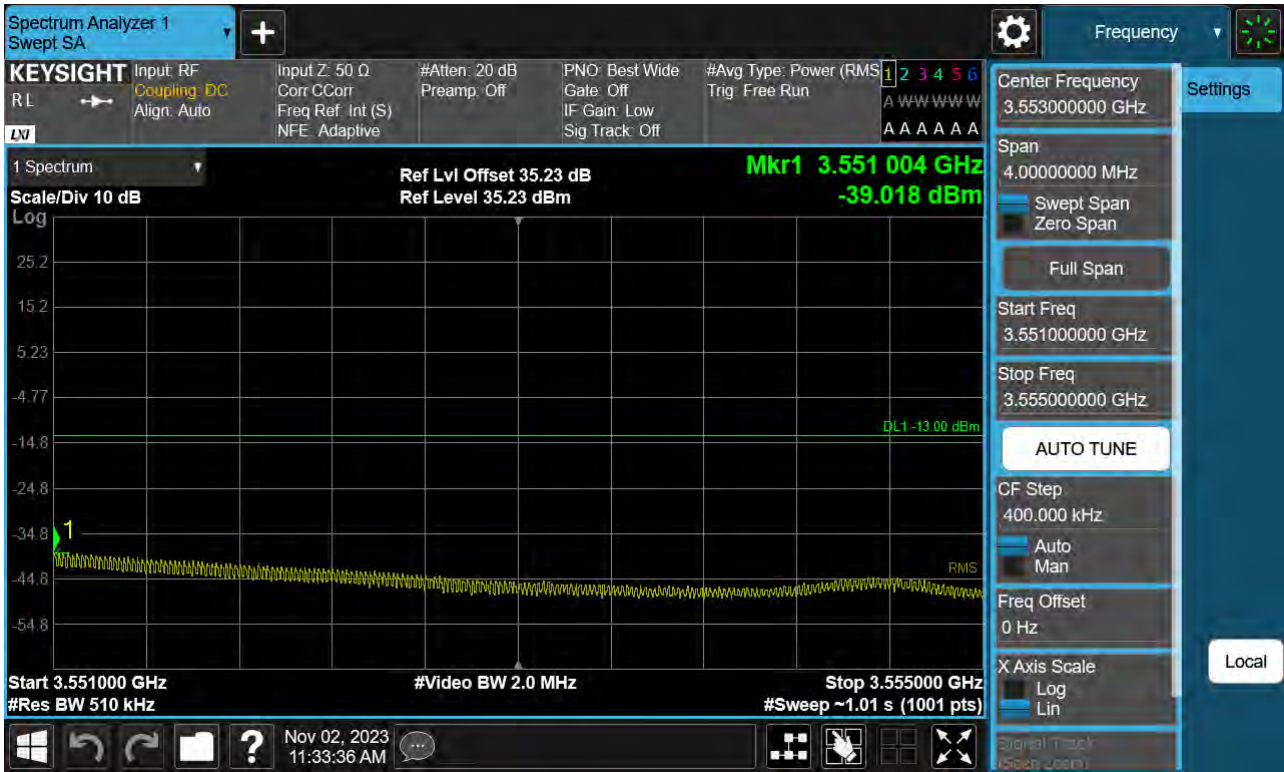 Spectrum Analyzer 1
Swept SA
+
Frequency
KEYSIGHT
RL
LXI
Input: RF
Coupling: DC
Align: Auto
Input Z: 50 Ω
Corr CCorr
Freq Ref: Int (S)
NFE: Adaptive
#Atten: 20 dB
Preamp: Off
PNO: Best Wide
Gate: Off
IF Gain: Low
Sig Track: Off
#Avg Type: Power (RMS
Trig: Free Run
1 2 3 4 5 6
A W W W W W
A A A A A A
1 Spectrum
Scale/Div 10 dB
Log
Ref Lvl Offset 35.23 dB
Ref Level 35.23 dBm
Mkr1 3.551 004 GHz
-39.018 dBm
25.2
15.2
5.23
-4.77
DL1 -13.00 dBm
-14.8
-24.8
-34.8
1
RMS
-44.8
-54.8
Start 3.551000 GHz
#Video BW 2.0 MHz
Stop 3.555000 GHz
#Res BW 510 kHz
#Sweep ~1.01 s (1001 pts)
Center Frequency
3.553000000 GHz
Settings
Span
4.00000000 MHz
Swept Span
Zero Span
Full Span
Start Freq
3.551000000 GHz
Stop Freq
3.555000000 GHz
AUTO TUNE
CF Step
400.000 kHz
Auto
Man
Freq Offset
0 Hz
X Axis Scale
Log
Lin
Local
Signal Track
(Span Zoom)
?
Nov 02, 2023
11:33:36 AM